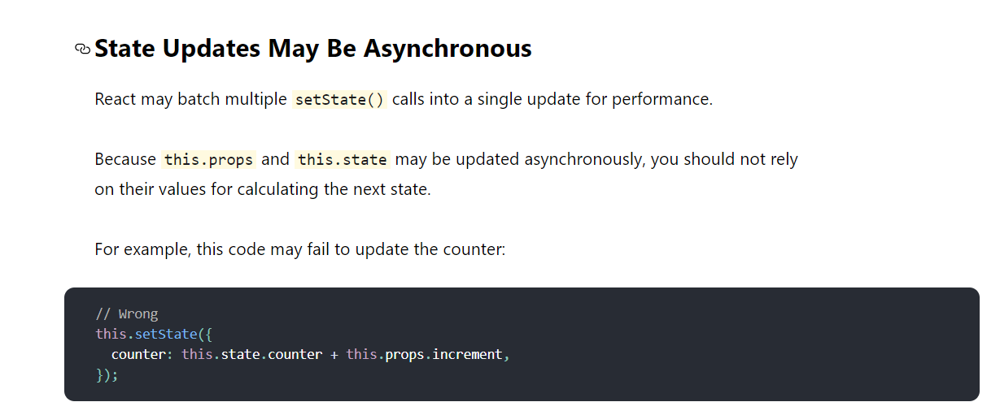 State Updates May Be Asynchronous
React may batch multiple setState() calls into a single update for performance.
Because this.props and this.state may be updated asynchronously, you should not rely
on their values for calculating the next state.
For example, this code may fail to update the counter:
// Wrong
this.setState({
  counter: this.state.counter + this.props.increment,
});